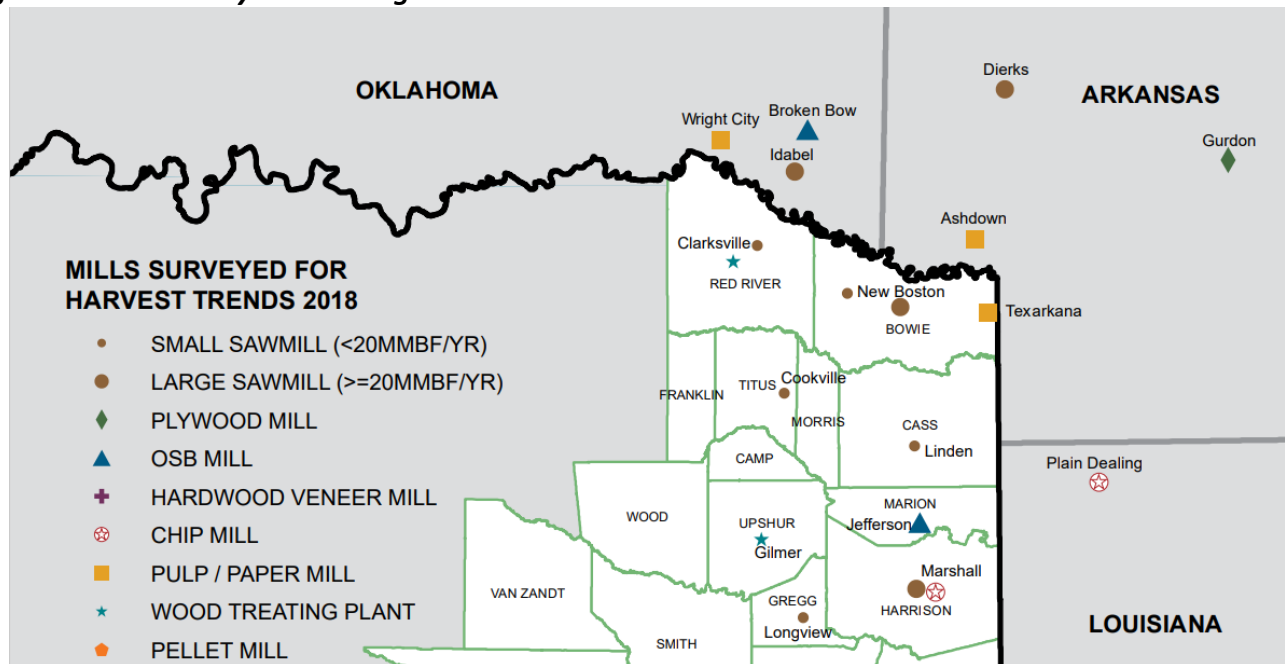 OKLAHOMA
Dierks
ARKANSAS
Wright City
Broken Bow
Gurdon
Idabel
Ashdown
Clarksville
RED RIVER
New Boston
BOWIE
Texarkana
MILLS SURVEYED FOR
HARVEST TRENDS 2018
SMALL SAWMILL (<20MMBF/YR)
LARGE SAWMILL (>=20MMBF/YR)
PLYWOOD MILL
OSB MILL
HARDWOOD VENEER MILL
CHIP MILL
PULP / PAPER MILL
WOOD TREATING PLANT
PELLET MILL
FRANKLIN
TITUS
Cookville
MORRIS
CASS
Linden
CAMP
Plain Dealing
WOOD
UPSHUR
Gilmer
MARION
Jefferson
VAN ZANDT
GREGG
Longview
Marshall
HARRISON
SMITH
LOUISIANA